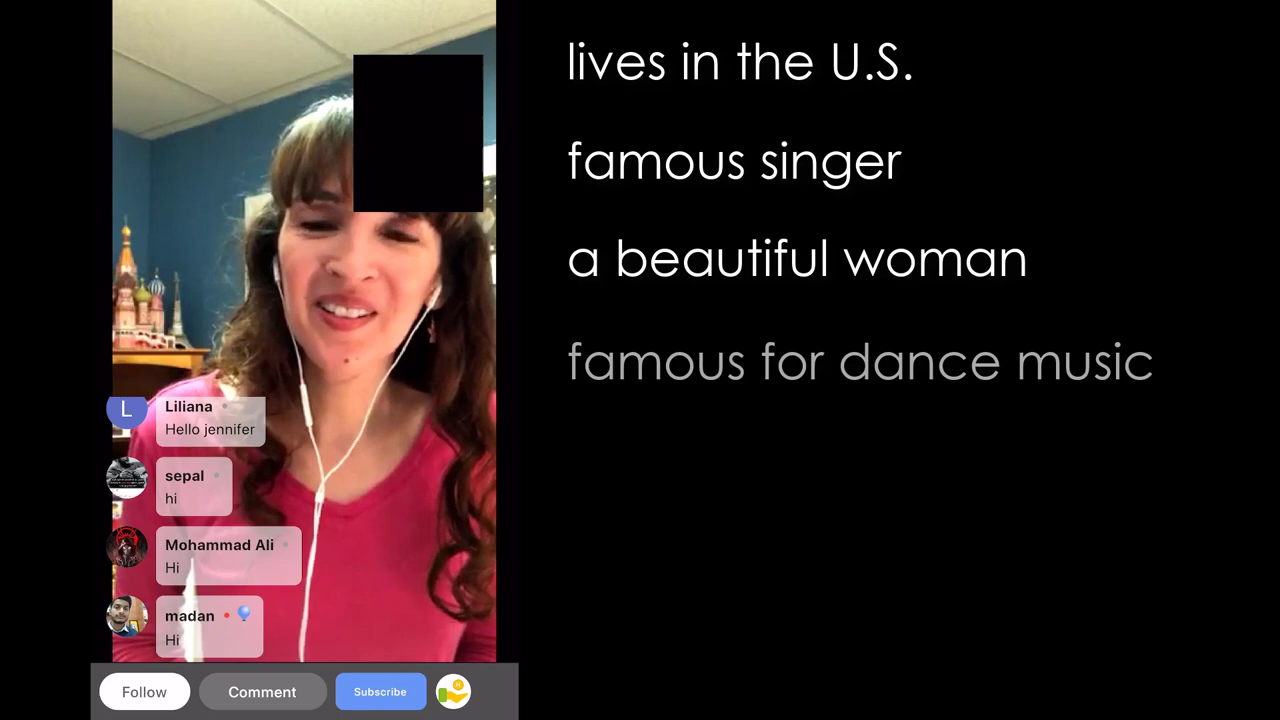 lives in the U.S.
famous singer
a beautiful woman
famous for dance music
L
Liliana
Hello jennifer
sepal
hi
Mohammad Ali
Hi
madan
Hi
Follow
Comment
Subscribe